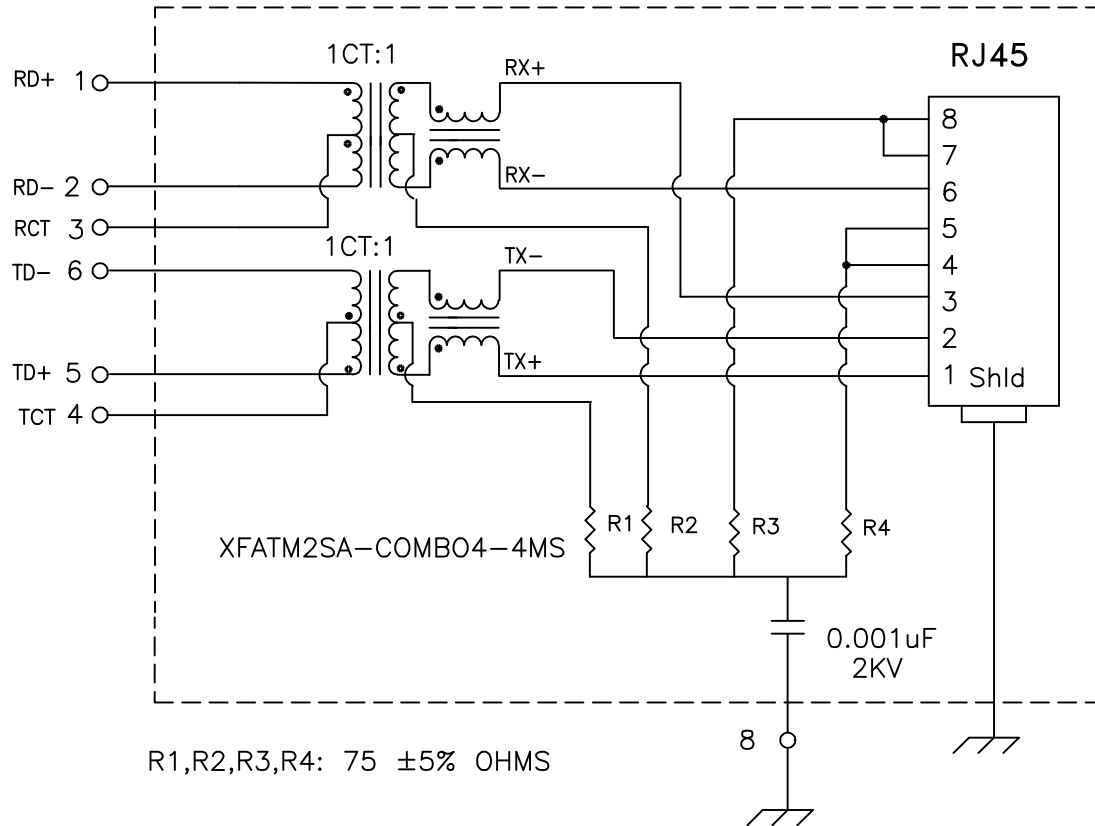 1CT:1
RJ45
RD+ 1
RX+
8
7
RD- 2
RX-
6
RCT 3
5
1CT:1
TD- 6
TX-
4
3
2
TD+ 5
TX+
1 Shld
TCT 4
R1
R2
R3
R4
XFATM2SA-COMBO4-4MS
0.001uF
2KV
8
R1,R2,R3,R4: 75 ±5% OHMS